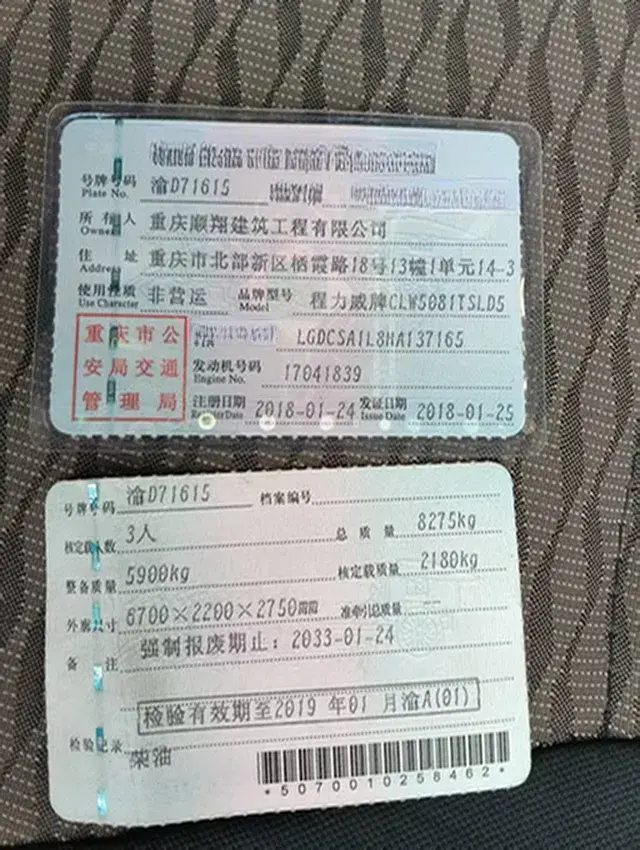 号牌号码 渝D71615
Plate No.
所有人 重庆顺翔建筑工程有限公司
Owner
住址 重庆市北部新区栖霞路18号13幢1单元14-3
Address
使用性质 非营运 品牌型号 程力威牌CLW5081TSLD5
Use Character Model
重庆市公安局交通管理局
LGDCSA1L8HA137165
发动机号码 17041839
Engine No.
注册日期 2018-01-24 发证日期 2018-01-25
Register Date Issue Date
号牌号码 渝D71615 档案编号
核定载人数 3人 总质量 8275kg
整备质量 5900kg 核定载质量 2180kg
外廓尺寸 6700×2200×2750 准牵引总质量 —
备注 强制报废期止：2033-01-24
检验有效期至2019年01月渝A(01)
检验记录 柴油
*5070010258462*